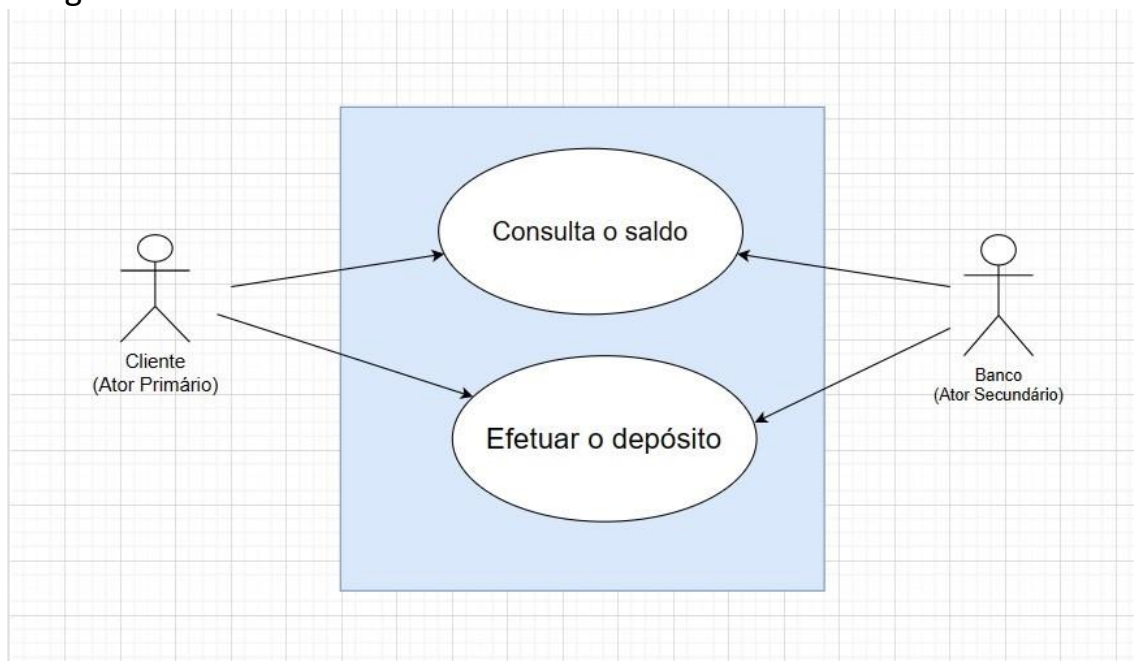 Consulta o saldo
Cliente
(Ator Primário)
Banco
(Ator Secundário)
Efetuar o depósito